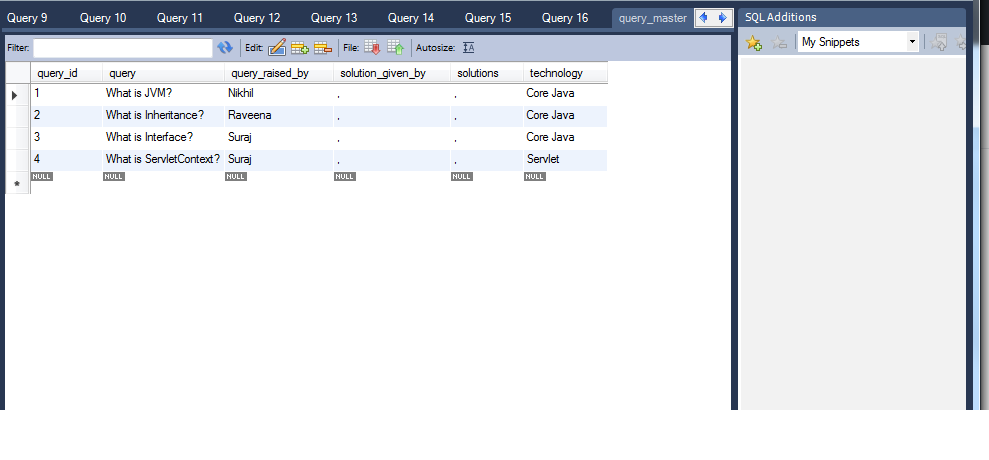 Query 9 Query 10 Query 11 Query 12 Query 13 Query 14 Query 15 Query 16 query_master SQL Additions
Filter: Edit: File: Autosize: My Snippets
query_id query query_raised_by solution_given_by solutions technology
1 What is JVM? Nikhil , , Core Java
2 What is Inheritance? Raveena , , Core Java
3 What is Interface? Suraj , , Core Java
4 What is ServletContext? Suraj , , Servlet
NULL NULL NULL NULL NULL NULL